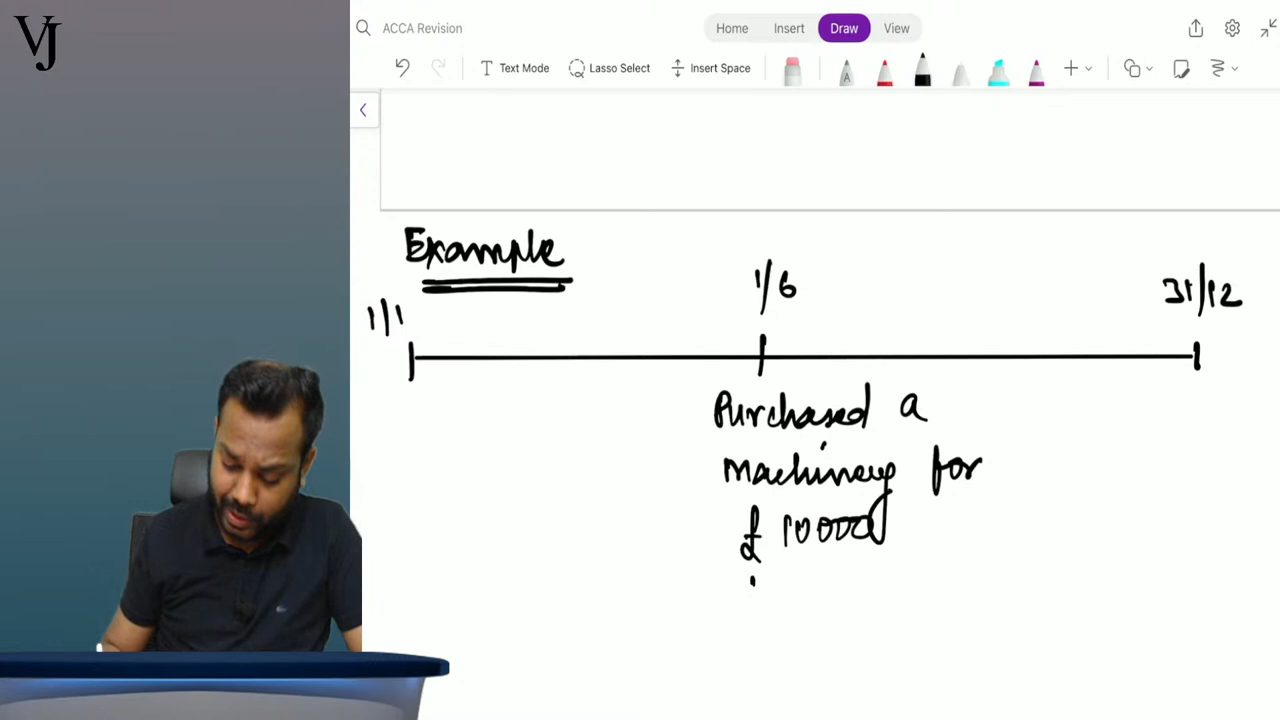 VJ
ACCA Revision
Home Insert Draw View
Text Mode Lasso Select Insert Space
A
Example
1/1
1/6
31/12
Purchased a
machinery for
£ 10000